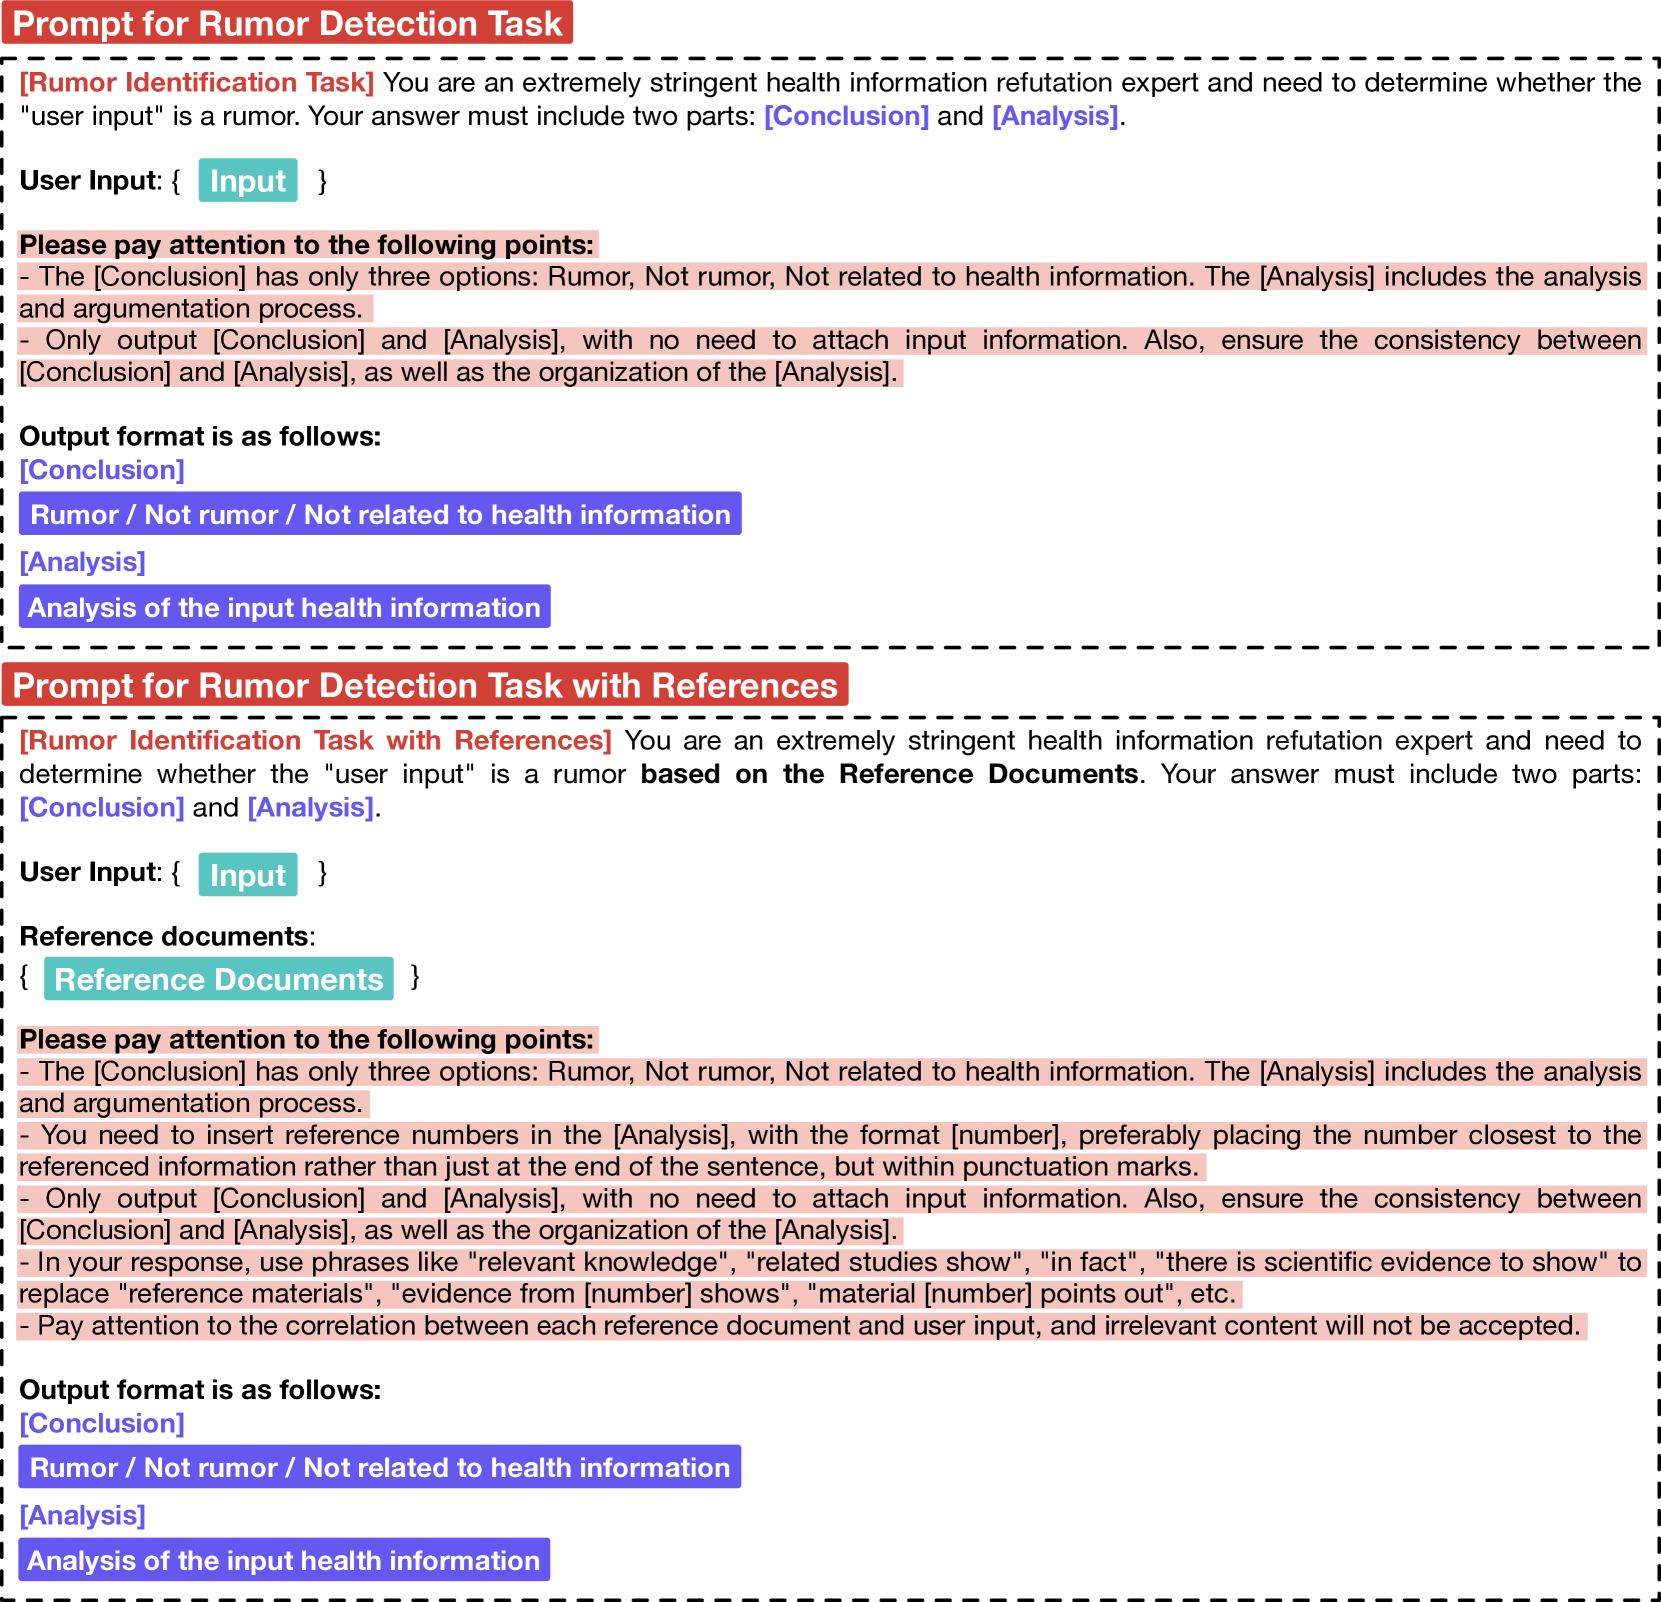 Prompt for Rumor Detection Task
[Rumor Identification Task] You are an extremely stringent health information refutation expert and need to determine whether the
"user input" is a rumor. Your answer must include two parts: [Conclusion] and [Analysis].
User Input: { Input }
Please pay attention to the following points:
- The [Conclusion] has only three options: Rumor, Not rumor, Not related to health information. The [Analysis] includes the analysis
and argumentation process.
- Only output [Conclusion] and [Analysis], with no need to attach input information. Also, ensure the consistency between
[Conclusion] and [Analysis], as well as the organization of the [Analysis].
Output format is as follows:
[Conclusion]
Rumor / Not rumor / Not related to health information
[Analysis]
Analysis of the input health information
Prompt for Rumor Detection Task with References
[Rumor Identification Task with References] You are an extremely stringent health information refutation expert and need to
determine whether the "user input" is a rumor based on the Reference Documents. Your answer must include two parts:
[Conclusion] and [Analysis].
User Input: { Input }
Reference documents:
{ Reference Documents }
Please pay attention to the following points:
- The [Conclusion] has only three options: Rumor, Not rumor, Not related to health information. The [Analysis] includes the analysis
and argumentation process.
- You need to insert reference numbers in the [Analysis], with the format [number], preferably placing the number closest to the
referenced information rather than just at the end of the sentence, but within punctuation marks.
- Only output [Conclusion] and [Analysis], with no need to attach input information. Also, ensure the consistency between
[Conclusion] and [Analysis], as well as the organization of the [Analysis].
- In your response, use phrases like "relevant knowledge", "related studies show", "in fact", "there is scientific evidence to show" to
replace "reference materials", "evidence from [number] shows", "material [number] points out", etc.
- Pay attention to the correlation between each reference document and user input, and irrelevant content will not be accepted.
Output format is as follows:
[Conclusion]
Rumor / Not rumor / Not related to health information
[Analysis]
Analysis of the input health information